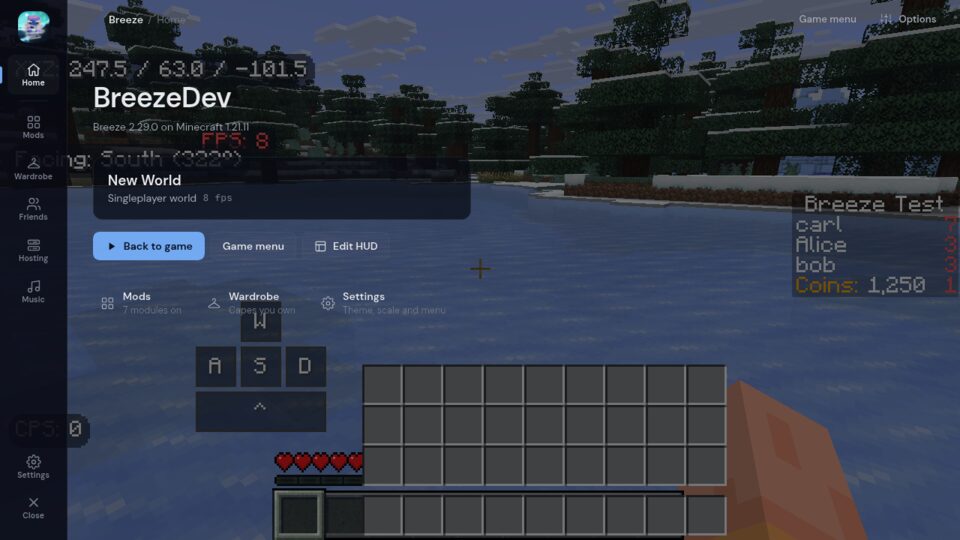 Breeze / Home
Game menu
Options
XYZ: 247.5 / 63.0 / -101.5
Home
BreezeDev
Breeze 2.29.0 on Minecraft 1.21.11
FPS: 8
Mods
Facing: South (322°)
Wardrobe
New World
Singleplayer world 8 fps
Friends
Breeze Test
carl 7
Alice 3
bob 3
Coins: 1,250 1
Back to game
Game menu
Edit HUD
Hosting
Music
Mods
7 modules on
Wardrobe
Capes you own
Settings
Theme, scale and menu
W
A
S
D
^
CPS: 0
Settings
Close